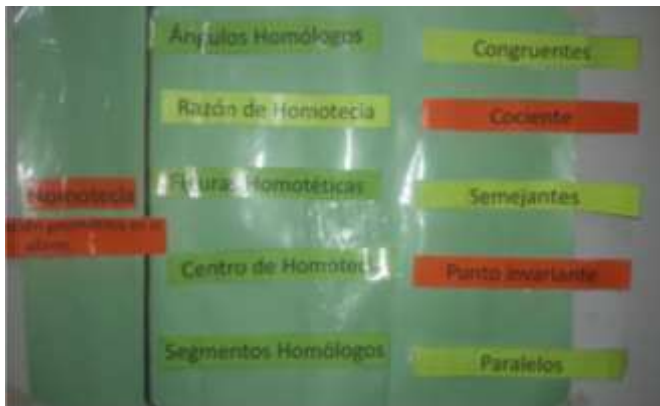 Ángulos Homólogos
Congruentes
Razón de Homotecia
Cociente
Homotecia
Figuras Homotéticas
Semejantes
Centro de Homotecia
Punto invariante
Segmentos Homólogos
Paralelos